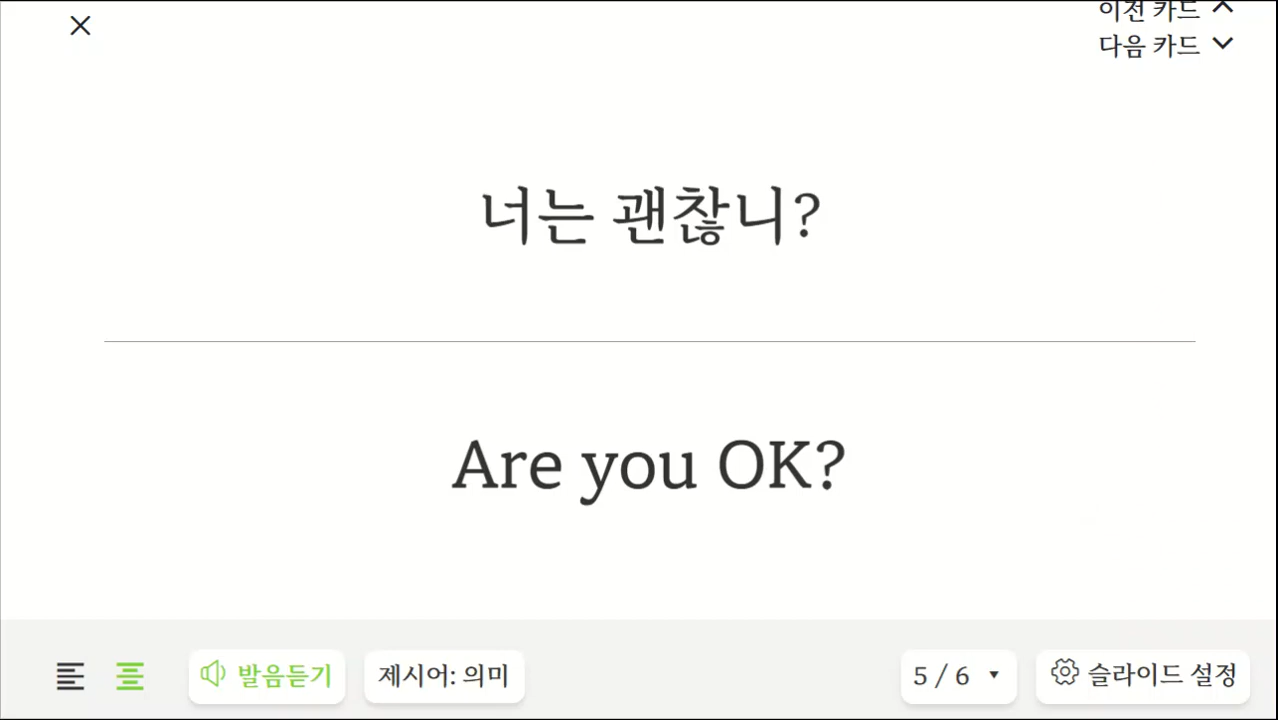 이전 카드
다음 카드
너는 괜찮니?
Are you OK?
발음듣기
제시어: 의미
5 / 6
슬라이드 설정